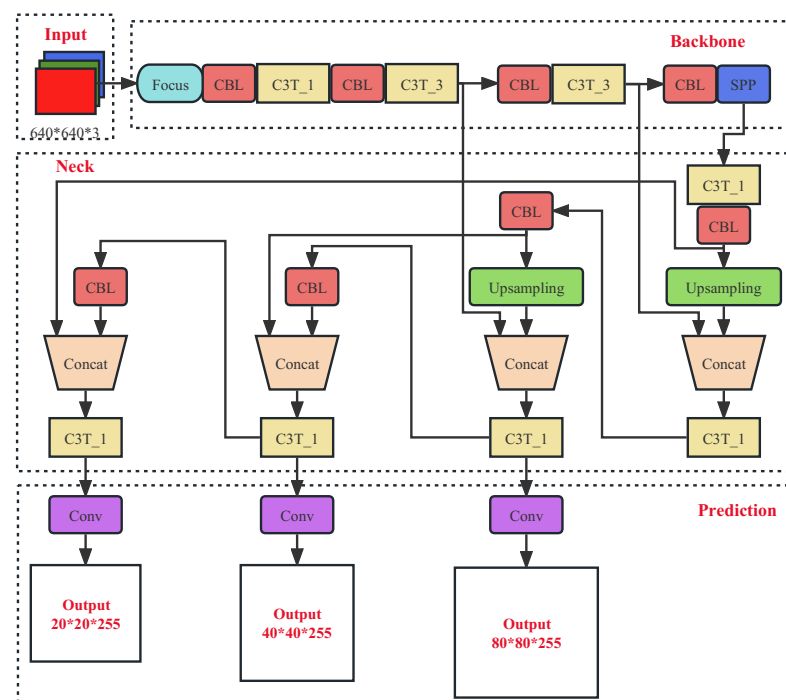 Input
640*640*3
Backbone
Focus
CBL
C3T_1
CBL
C3T_3
CBL
C3T_3
CBL
SPP
Neck
C3T_1
CBL
CBL
CBL
CBL
Upsampling
Upsampling
Concat
Concat
Concat
Concat
C3T_1
C3T_1
C3T_1
C3T_1
Prediction
Conv
Conv
Conv
Output
20*20*255
Output
40*40*255
Output
80*80*255